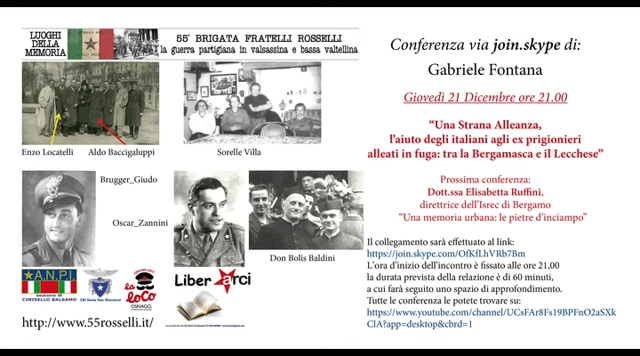 LUOGHI
DELLA
MEMORIA
55ª BRIGATA FRATELLI ROSSELLI
la guerra partigiana in valsassina e bassa valtellina
Enzo Locatelli
Aldo Baccigaluppi
Sorelle Villa
Brugger_Giudo
Oscar_Zannini
Don Bolis Baldini
A.N.P.I.
CINISELLO BALSAMO
la LoCo
OSNAGO
Liber arci
http://www.55rosselli.it/
Conferenza via join.skype di:
Gabriele Fontana
Giovedì 21 Dicembre ore 21.00
“Una Strana Alleanza,
l’aiuto degli italiani agli ex prigionieri
alleati in fuga: tra la Bergamasca e il Lecchese”
Prossima conferenza:
Dott.ssa Elisabetta Ruffini,
direttrice dell’Isrec di Bergamo
“Una memoria urbana: le pietre d’inciampo”
Il collegamento sarà effettuato al link:
https://join.skype.com/OfKfLhVRb7Bm
L’ora d’inizio dell’incontro è fissato alle ore 21,00
la durata prevista della relazione è di 60 minuti,
a cui farà seguito uno spazio di approfondimento.
Tutte le conferenze le potete trovare su:
https://www.youtube.com/channel/UCsFAr8Fs19BPFnO2aSXk
ClA?app=desktop&cbrd=1